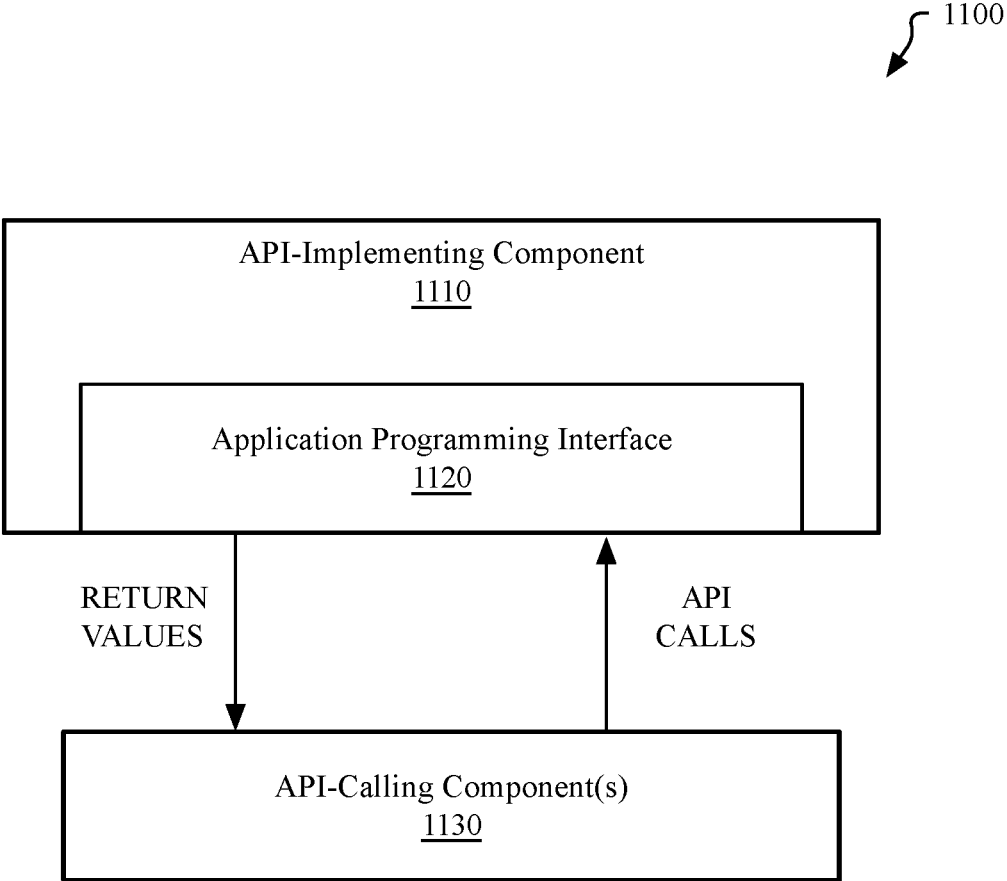 1100
API-Implementing Component
1110
Application Programming Interface
1120
RETURN
VALUES
API
CALLS
API-Calling Component(s)
1130